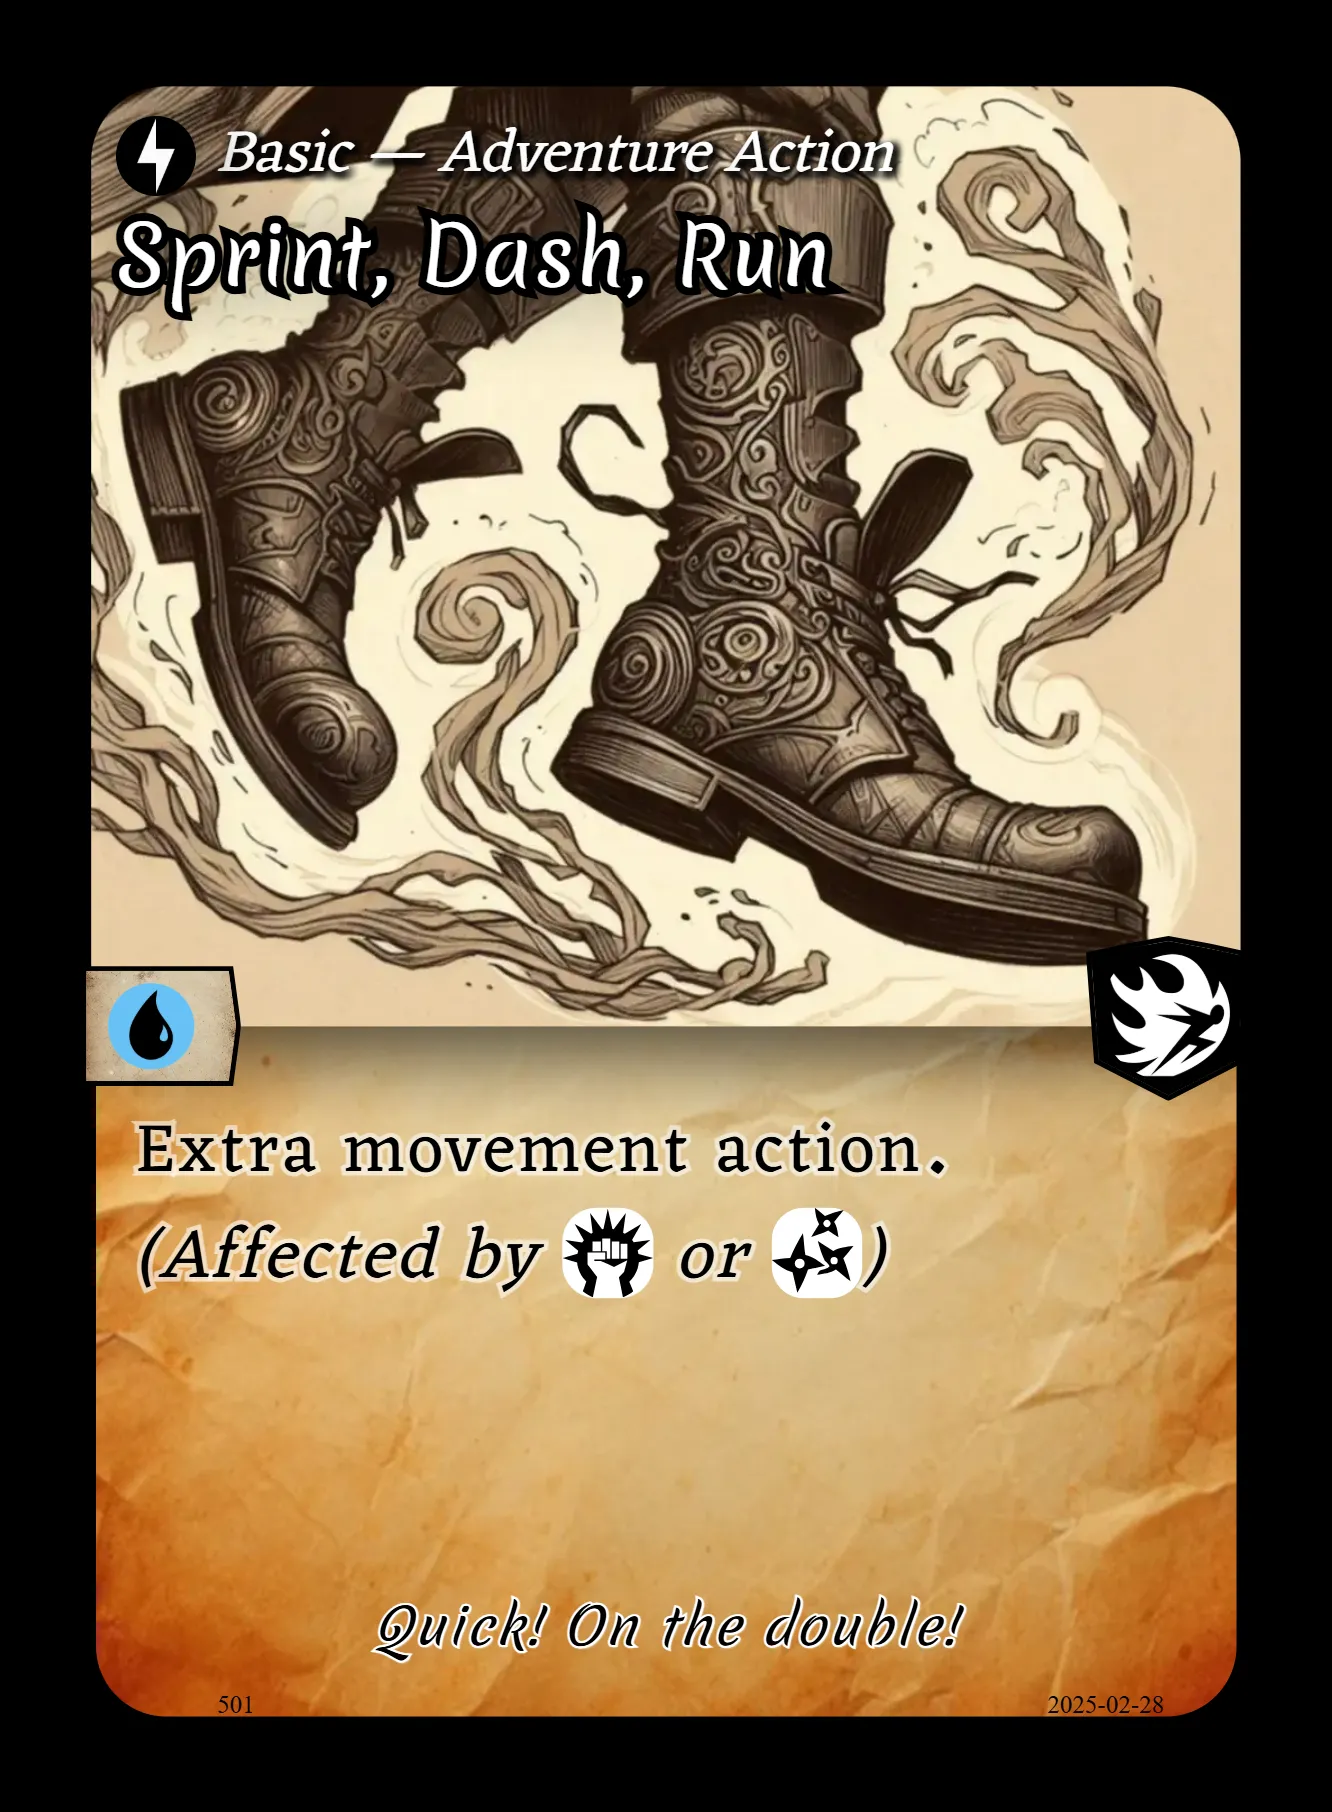 Basic — Adventure Action
Sprint, Dash, Run
Extra movement action.
(Affected by or )
Quick! On the double!
501
2025-02-28